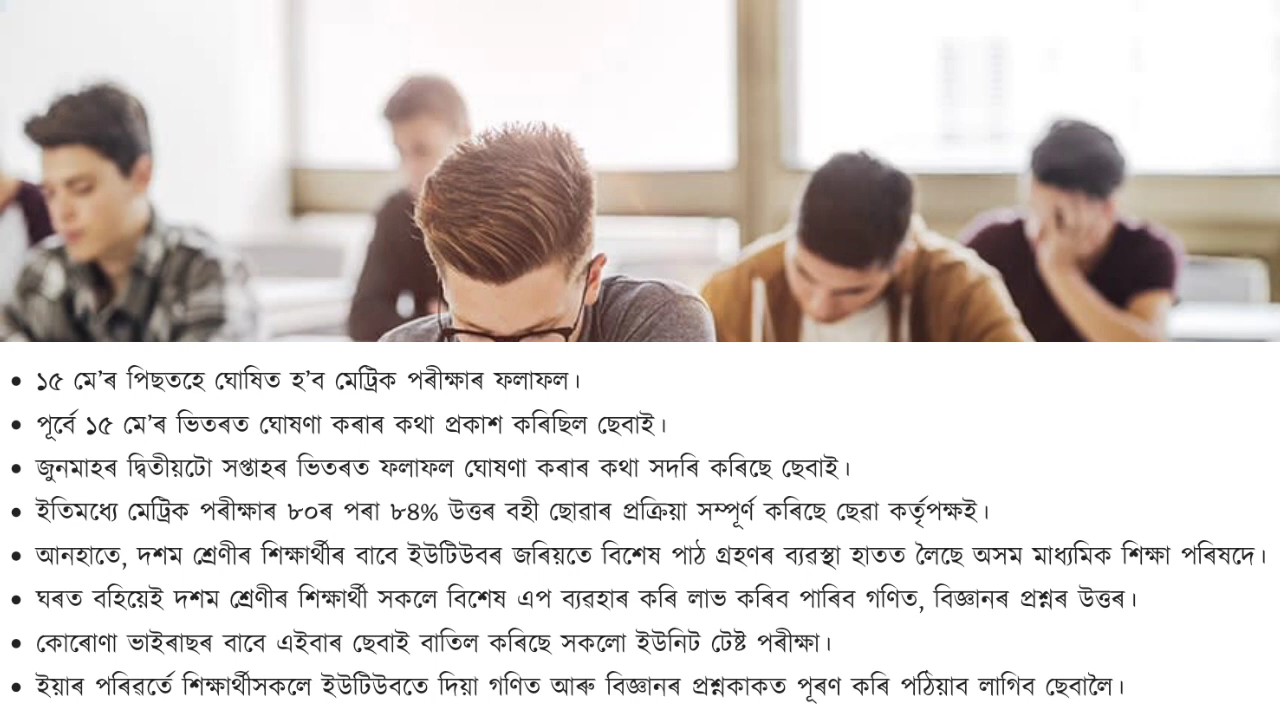 • ১৫ মে’ৰ পিছতহে ঘোষিত হ’ব মেট্ৰিক পৰীক্ষাৰ ফলাফল।
• পূৰ্বে ১৫ মে’ৰ ভিতৰত ঘোষণা কৰাৰ কথা প্ৰকাশ কৰিছিল ছেবাই।
• জুনমাহৰ দ্বিতীয়টো সপ্তাহৰ ভিতৰত ফলাফল ঘোষণা কৰাৰ কথা সদৰি কৰিছে ছেবাই।
• ইতিমধ্যে মেট্ৰিক পৰীক্ষাৰ ৮০ৰ পৰা ৮৪% উত্তৰ বহী ছোৱাৰ প্ৰক্ৰিয়া সম্পূৰ্ণ কৰিছে ছেৱা কৰ্তৃপক্ষই।
• আনহাতে, দশম শ্ৰেণীৰ শিক্ষাৰ্থীৰ বাবে ইউটিউবৰ জৰিয়তে বিশেষ পাঠ গ্ৰহণৰ ব্যৱস্থা হাতত লৈছে অসম মাধ্যমিক শিক্ষা পৰিষদে।
• ঘৰত বহিয়েই দশম শ্ৰেণীৰ শিক্ষাৰ্থী সকলে বিশেষ এপ ব্যৱহাৰ কৰি লাভ কৰিব পাৰিব গণিত, বিজ্ঞানৰ প্ৰশ্নৰ উত্তৰ।
• কোৰোণা ভাইৰাছৰ বাবে এইবাৰ ছেবাই বাতিল কৰিছে সকলো ইউনিট টেষ্ট পৰীক্ষা।
• ইয়াৰ পৰিৱৰ্তে শিক্ষাৰ্থীসকলে ইউটিউবতে দিয়া গণিত আৰু বিজ্ঞানৰ প্ৰশ্নকাকত পূৰণ কৰি পঠিয়াব লাগিব ছেবালৈ।